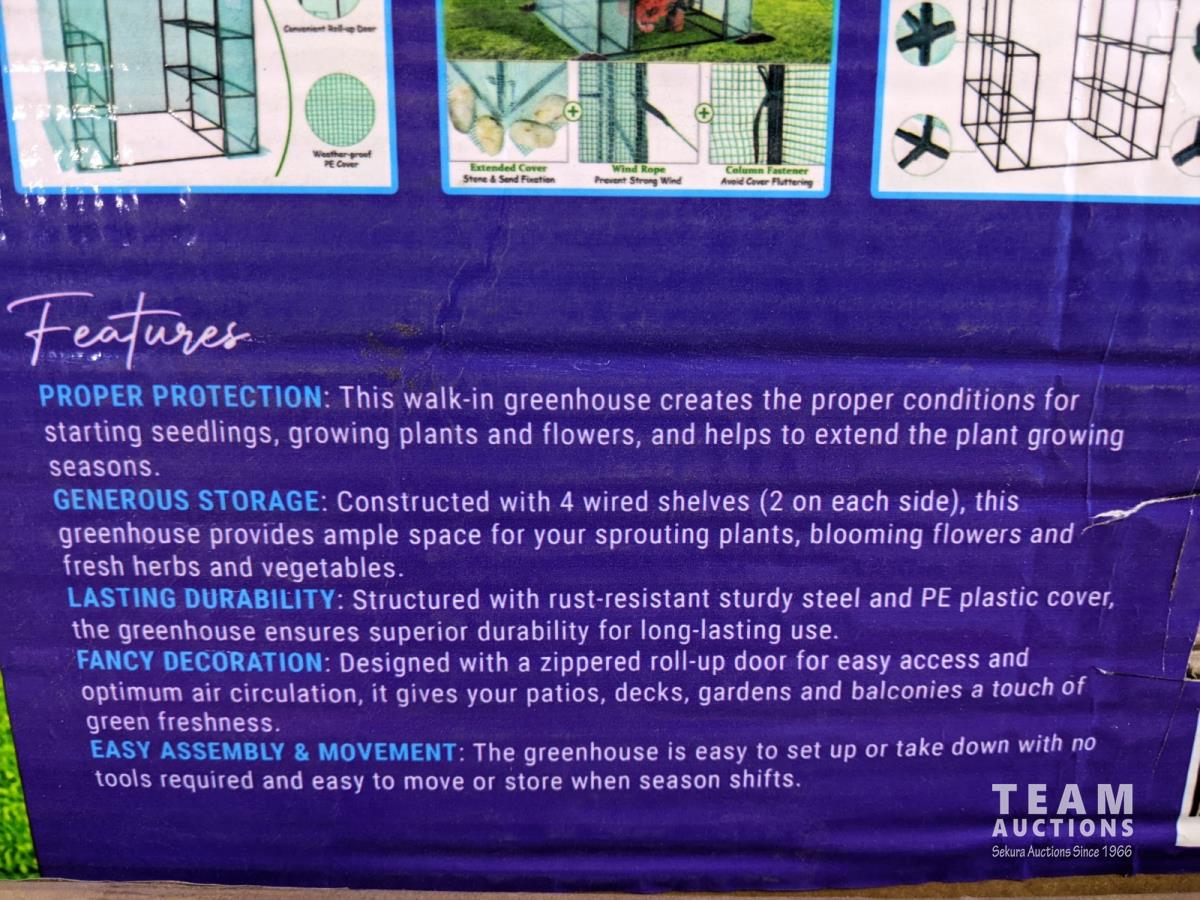 Convenient Roll-up Door
Weather-proof
PE Cover
Extended Cover
Stone & Sand Fixation
Wind Rope
Prevent Strong Wind
Column Fastener
Avoid Cover Fluttering
Features
PROPER PROTECTION: This walk-in greenhouse creates the proper conditions for
starting seedlings, growing plants and flowers, and helps to extend the plant growing
seasons.
GENEROUS STORAGE: Constructed with 4 wired shelves (2 on each side), this
greenhouse provides ample space for your sprouting plants, blooming flowers and
fresh herbs and vegetables.
LASTING DURABILITY: Structured with rust-resistant sturdy steel and PE plastic cover,
the greenhouse ensures superior durability for long-lasting use.
FANCY DECORATION: Designed with a zippered roll-up door for easy access and
optimum air circulation, it gives your patios, decks, gardens and balconies a touch of
green freshness.
EASY ASSEMBLY & MOVEMENT: The greenhouse is easy to set up or take down with no
tools required and easy to move or store when season shifts.
TEAM
AUCTIONS
Sekura Auctions Since 1966